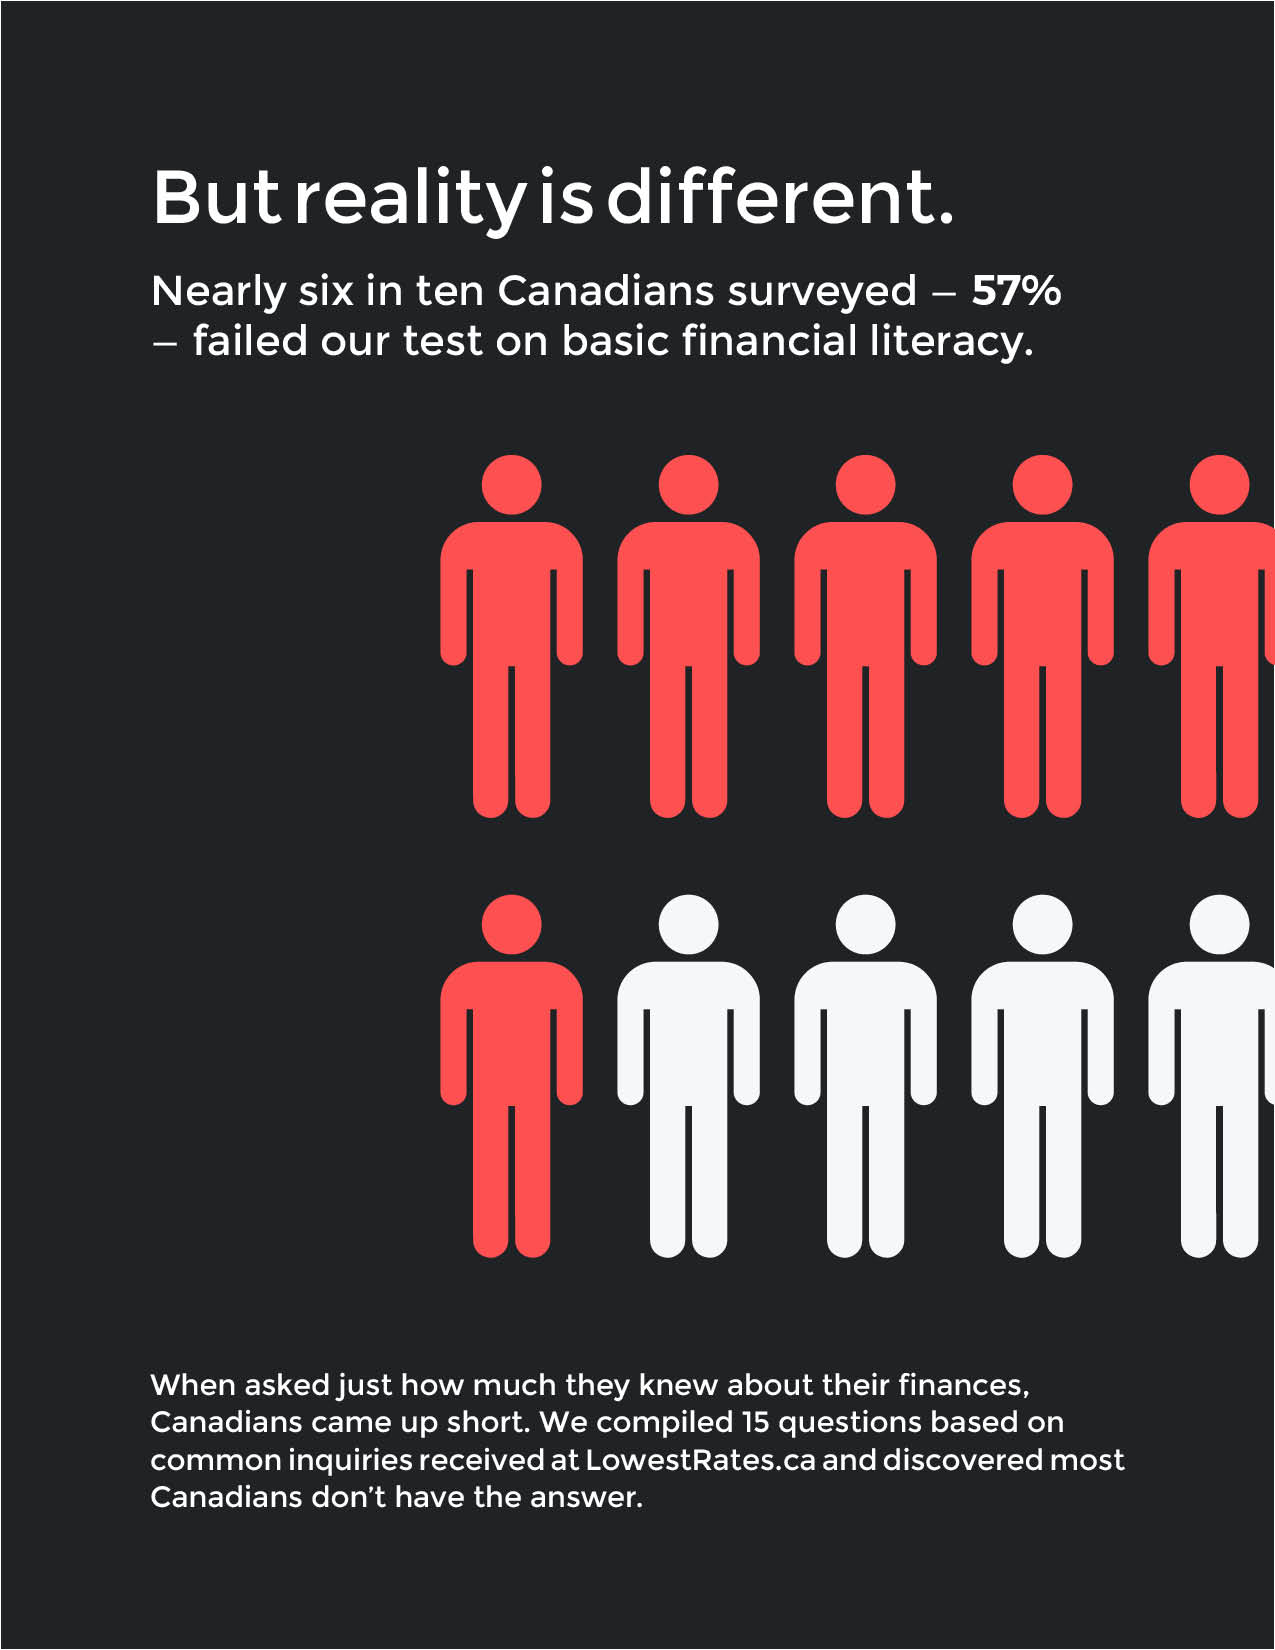 But reality is different.
Nearly six in ten Canadians surveyed – 57%
– failed our test on basic financial literacy.
When asked just how much they knew about their finances,
Canadians came up short. We compiled 15 questions based on
common inquiries received at LowestRates.ca and discovered most
Canadians don’t have the answer.